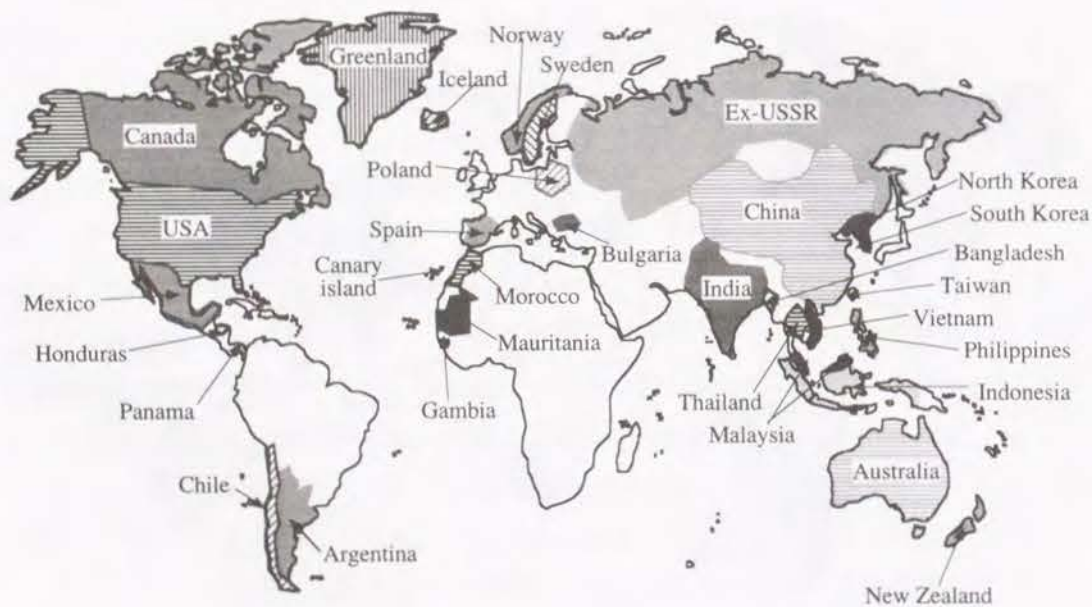 Greenland
Norway
Iceland
Sweden
Canada
Ex-USSR
Poland
North Korea
USA
China
South Korea
Spain
Bulgaria
Bangladesh
Canary
island
Mexico
Morocco
India
Taiwan
Honduras
Mauritania
Vietnam
Philippines
Panama
Gambia
Thailand
Indonesia
Malaysia
Chile
Australia
Argentina
New Zealand